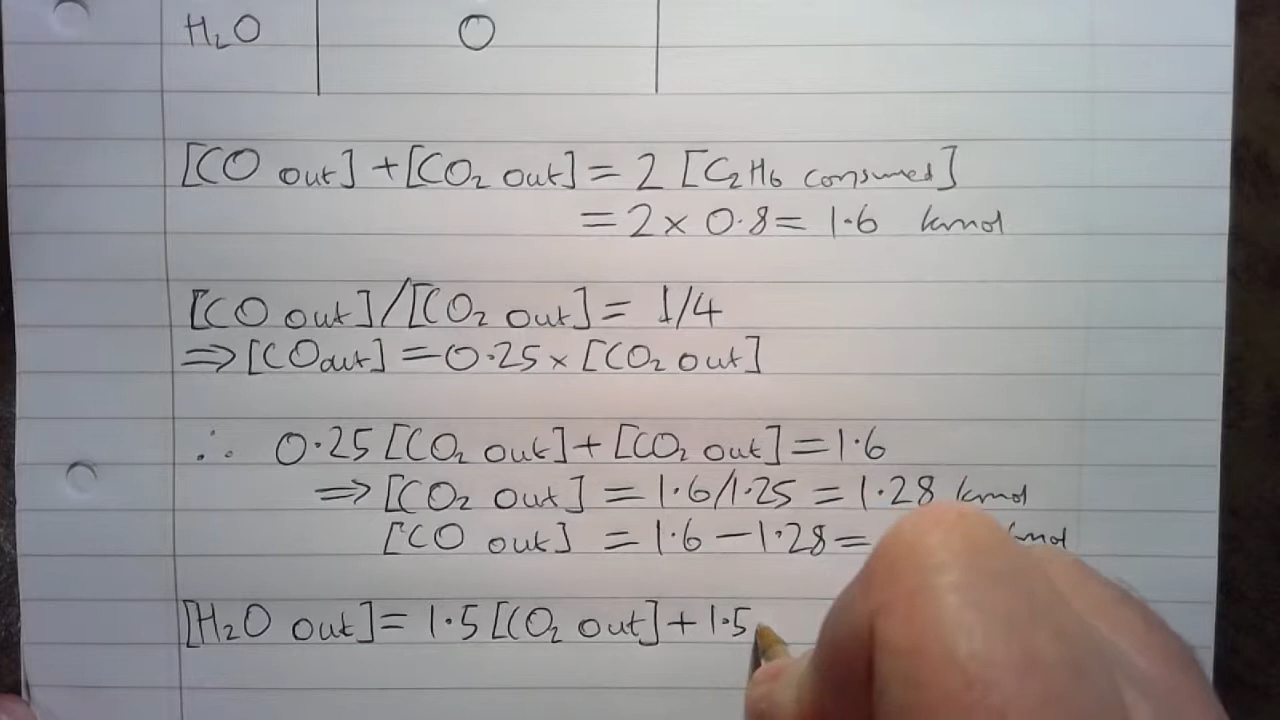 H₂O 0
[CO out] + [CO₂ out] = 2 [C₂H₆ consumed]
= 2 × 0.8 = 1.6 kmol
[CO out]/[CO₂ out] = 1/4
⇒ [CO out] = 0.25 × [CO₂ out]
∴ 0.25 [CO₂ out] + [CO₂ out] = 1.6
⇒ [CO₂ out] = 1.6/1.25 = 1.28 kmol
[CO out] = 1.6 − 1.28 =
[H₂O out] = 1.5 [CO₂ out] + 1.5